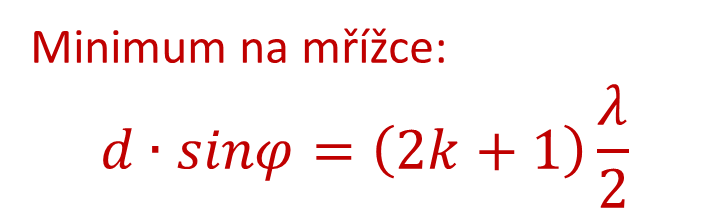 Minimum na mřížce:
d · sinφ = (2k + 1) λ/2